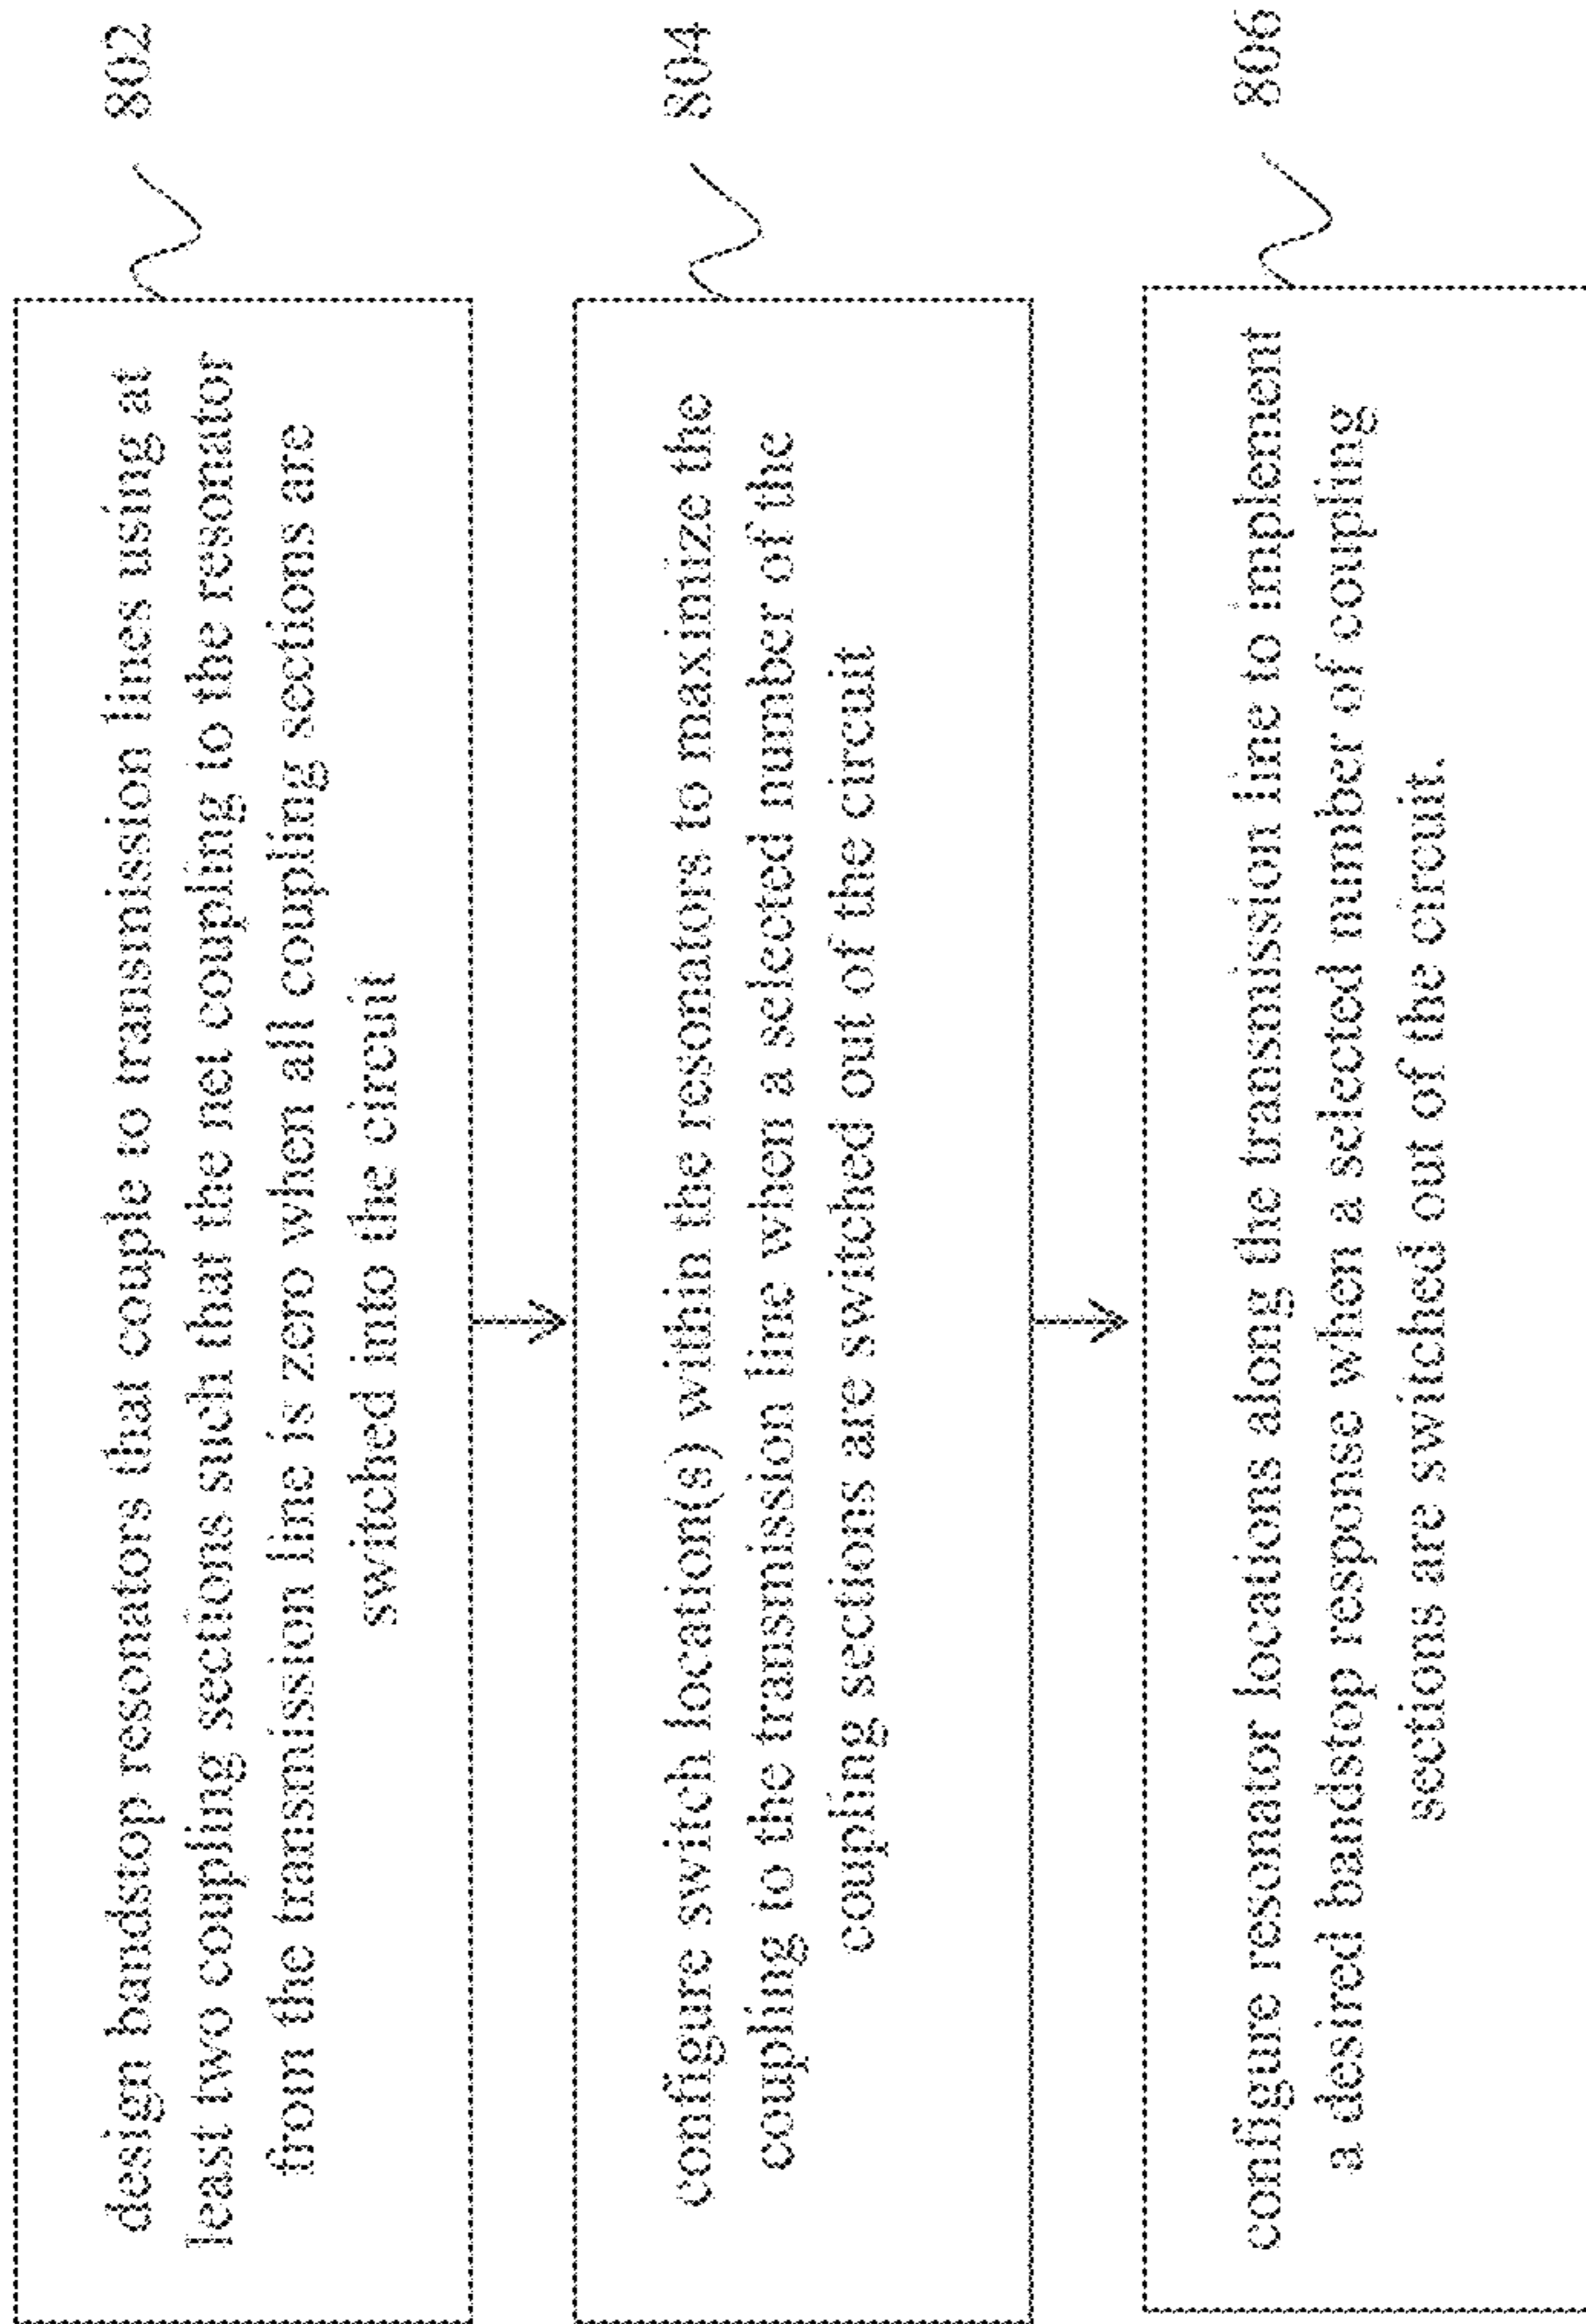 design bandstop resonators that couple to transmission lines using at
least two coupling sections such that the net coupling to the resonator
from the transmission line is zero when all coupling sections are
switched into the circuit
802
configure switch location(s) within the resonators to maximize the
coupling to the transmission line when a selected number of the
coupling sections are switched out of the circuit
804
configure resonator locations along the transmission line to implement
a desired bandstop response when a selected number of coupling
sections are switched out of the circuit.
806